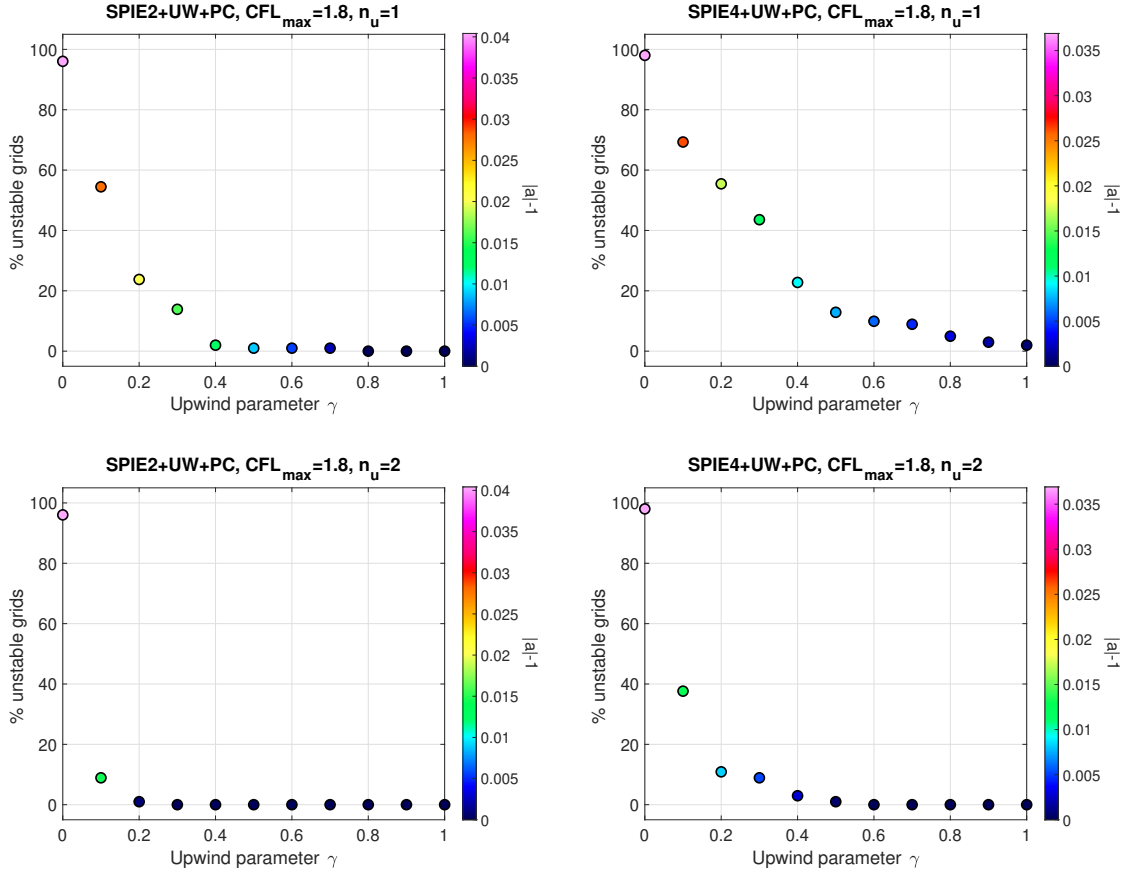 SPIE2+UW+PC, CFL_max=1.8, n_u=1
100
80
60
40
20
0
% unstable grids
0 0.2 0.4 0.6 0.8 1
Upwind parameter γ
0.04
0.035
0.03
0.025
0.02
0.015
0.01
0.005
0
|a|-1
SPIE4+UW+PC, CFL_max=1.8, n_u=1
100
80
60
40
20
0
% unstable grids
0 0.2 0.4 0.6 0.8 1
Upwind parameter γ
0.035
0.03
0.025
0.02
0.015
0.01
0.005
0
|a|-1
SPIE2+UW+PC, CFL_max=1.8, n_u=2
100
80
60
40
20
0
% unstable grids
0 0.2 0.4 0.6 0.8 1
Upwind parameter γ
0.04
0.035
0.03
0.025
0.02
0.015
0.01
0.005
0
|a|-1
SPIE4+UW+PC, CFL_max=1.8, n_u=2
100
80
60
40
20
0
% unstable grids
0 0.2 0.4 0.6 0.8 1
Upwind parameter γ
0.035
0.03
0.025
0.02
0.015
0.01
0.005
0
|a|-1